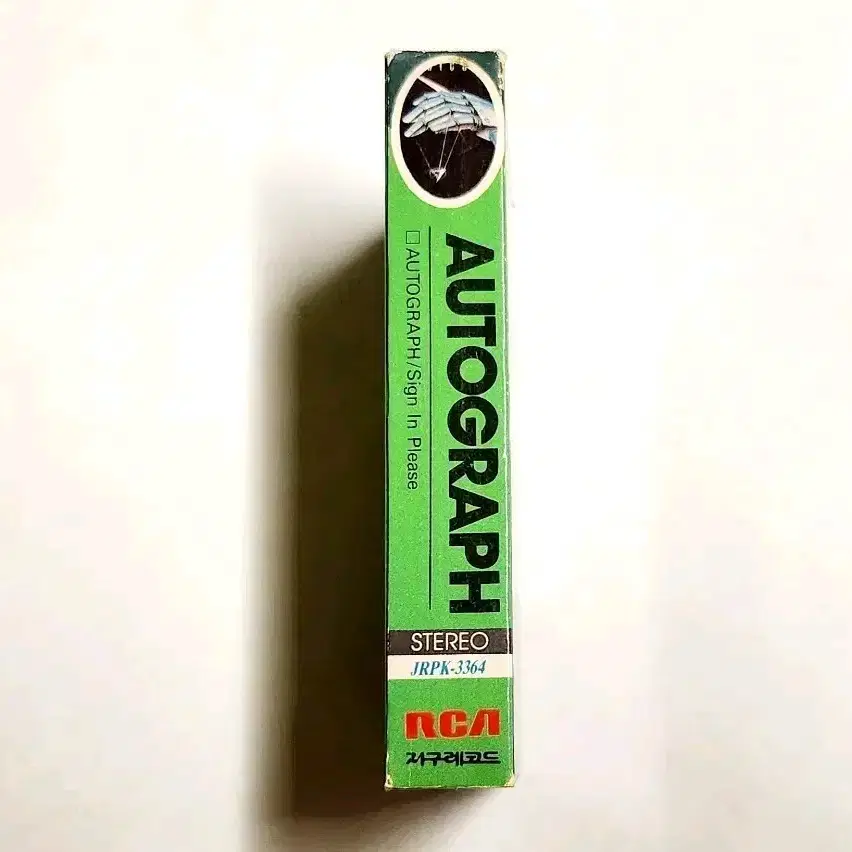 AUTOGRAPH
□AUTOGRAPH/Sign In Please
STEREO
JRPK-3364
RCA
지구레코드